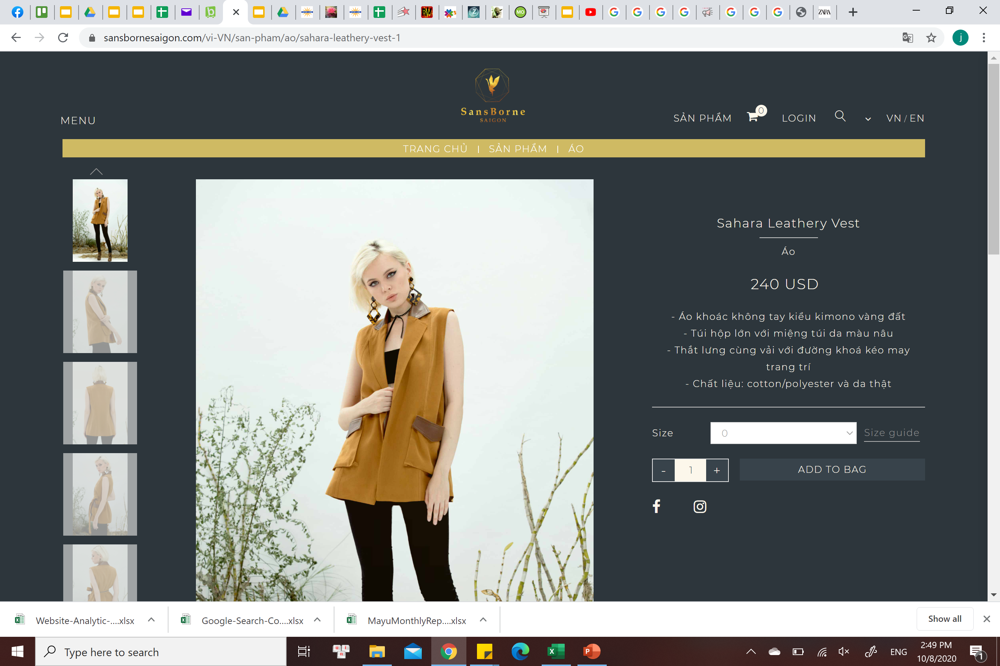 ZARA
MO
sansbornesaigon.com/vi-VN/san-pham/ao/sahara-leathery-vest-1
j
SansBorne
SAIGON
MENU
SẢN PHẨM
0
LOGIN
VN / EN
TRANG CHỦ | SẢN PHẨM | ÁO
Sahara Leathery Vest
Áo
240 USD
- Áo khoác không tay kiểu kimono vàng đất
- Túi hộp lớn với miệng túi da màu nâu
- Thắt lưng cùng vải với đường khoá kéo may
trang trí
- Chất liệu: cotton/polyester và da thật
Size
0
Size guide
- 1 +
ADD TO BAG
Website-Analytic-....xlsx
Google-Search-Co....xlsx
MayuMonthlyRep....xlsx
Show all
Type here to search
ENG
2:49 PM
10/8/2020
1